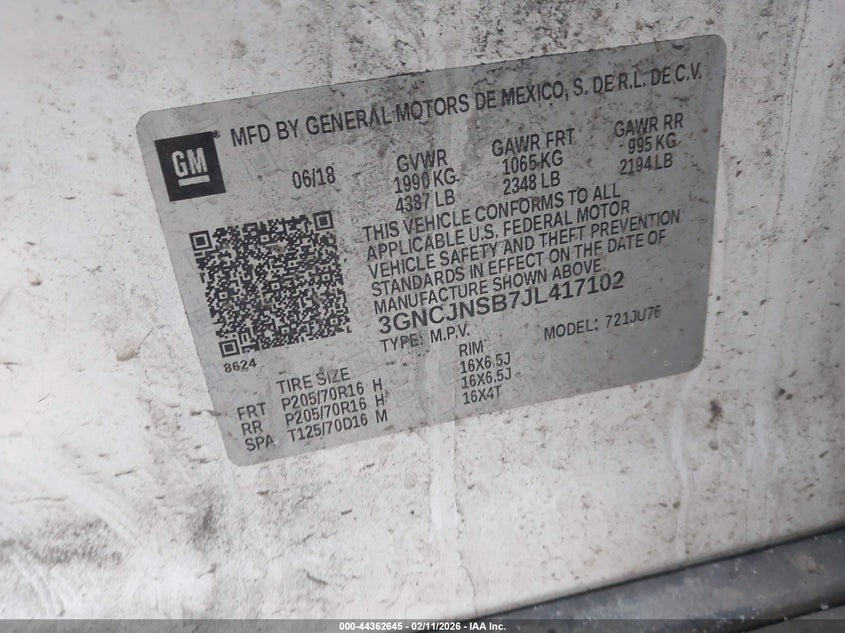 GM
MFD BY GENERAL MOTORS DE MEXICO, S. DE R.L. DE C.V.
06/18
GVWR
1990 KG
4387 LB
GAWR FRT
1065 KG
2348 LB
GAWR RR
995 KG
2194 LB
THIS VEHICLE CONFORMS TO ALL
APPLICABLE U.S. FEDERAL MOTOR
VEHICLE SAFETY AND THEFT PREVENTION
STANDARDS IN EFFECT ON THE DATE OF
MANUFACTURE SHOWN ABOVE.
3GNCJNSB7JL417102
TYPE: M.P.V. MODEL: 721JU76
8624
TIRE SIZE RIM
FRT P205/70R16 H 16X6.5J
RR P205/70R16 H 16X6.5J
SPA T125/70D16 M 16X4T
000-44362645 - 02/11/2026 - IAA Inc.